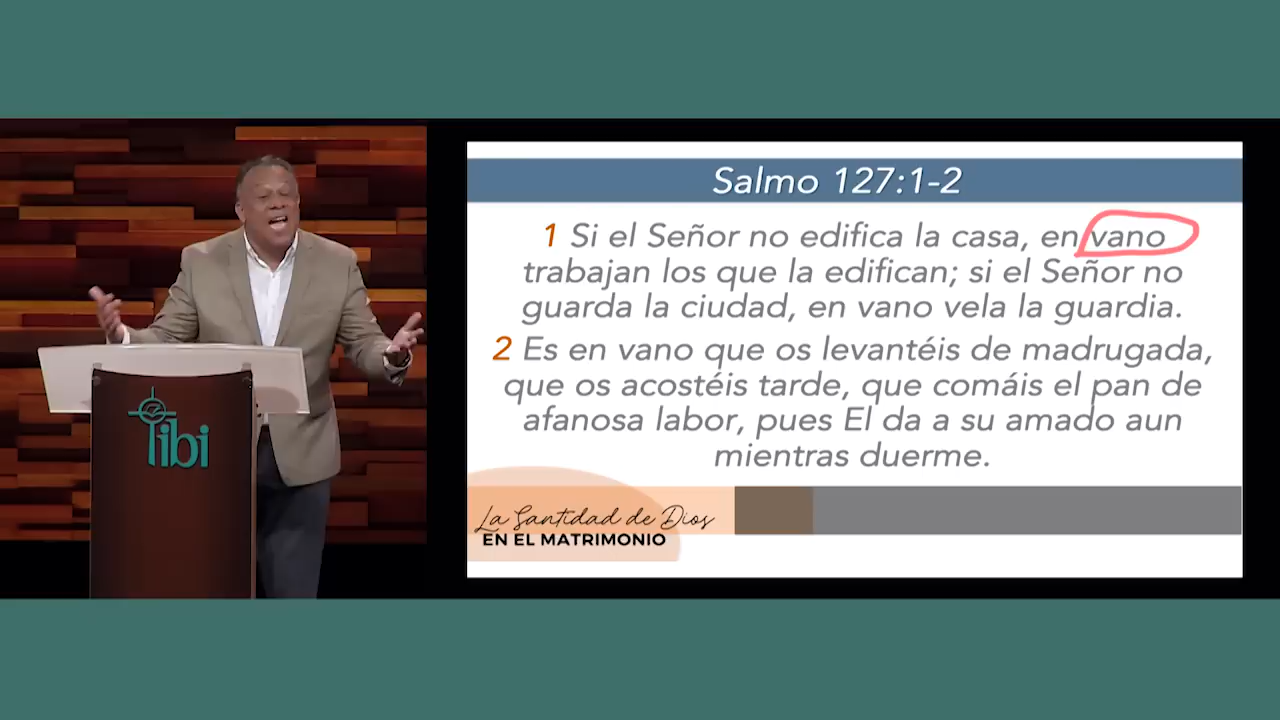 ibi
Salmo 127:1-2
1 Si el Señor no edifica la casa, en vano
trabajan los que la edifican; si el Señor no
guarda la ciudad, en vano vela la guardia.
2 Es en vano que os levantéis de madrugada,
que os acostéis tarde, que comáis el pan de
afanosa labor, pues El da a su amado aun
mientras duerme.
La Santidad de Dios
EN EL MATRIMONIO